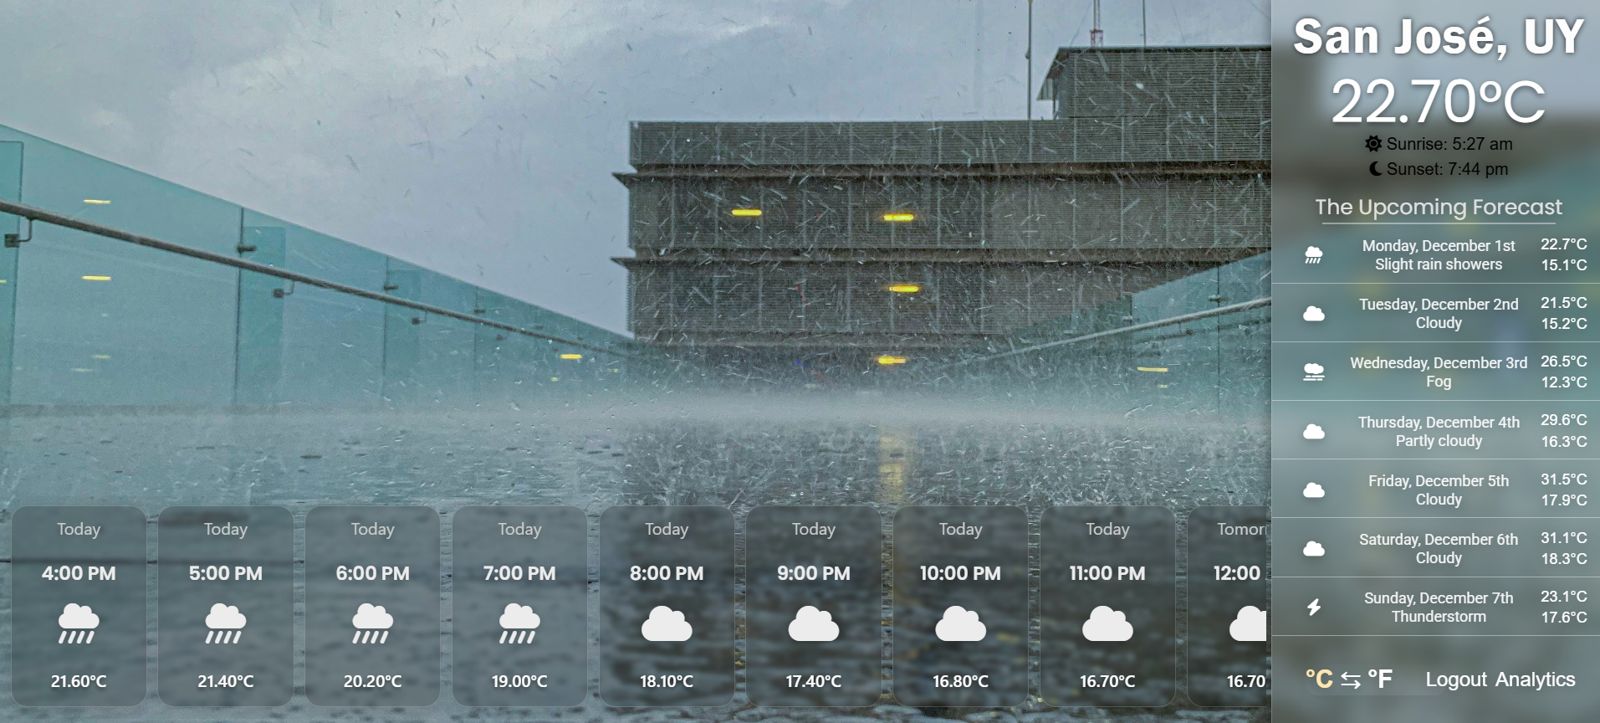 San José, UY
22.70°C
Sunrise: 5:27 am
Sunset: 7:44 pm
The Upcoming Forecast
Monday, December 1st
Slight rain showers
22.7°C
15.1°C
Tuesday, December 2nd
Cloudy
21.5°C
15.2°C
Wednesday, December 3rd
Fog
26.5°C
12.3°C
Thursday, December 4th
Partly cloudy
29.6°C
16.3°C
Friday, December 5th
Cloudy
31.5°C
17.9°C
Saturday, December 6th
Cloudy
31.1°C
18.3°C
Sunday, December 7th
Thunderstorm
23.1°C
17.6°C
°C ⇆ °F Logout Analytics
Today
4:00 PM
21.60°C
Today
5:00 PM
21.40°C
Today
6:00 PM
20.20°C
Today
7:00 PM
19.00°C
Today
8:00 PM
18.10°C
Today
9:00 PM
17.40°C
Today
10:00 PM
16.80°C
Today
11:00 PM
16.70°C
Tomor
12:00
16.70